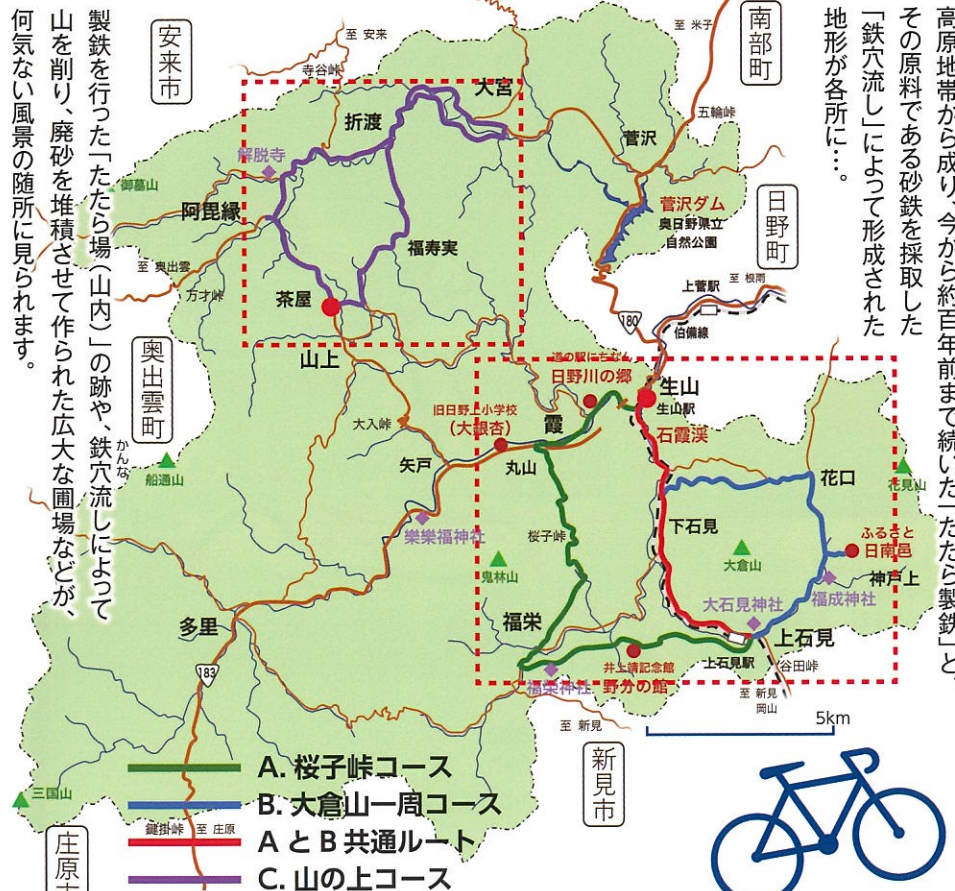 高原地帯から成り、今から約百年前まで続いた「たたら製鉄」と、
その原料である砂鉄を採取した
「鉄穴流し」によって形成された
地形が各所に…。
製鉄を行った「たたら場(山内)」の跡や、鉄穴流しによって
かんな
山を削り、廃砂を堆積させて作られた広大な圃場などが、
何気ない風景の随所に見られます。
安来市
至 安来
寺谷峠
大宮
至 米子
南部町
五輪峠
折渡
菅沢
解脱寺
御墓山
阿毘縁
菅沢ダム
奥日野県立
自然公園
日野町
至 奥出雲
万才峠
福寿実
茶屋
山上
上菅駅
至 根雨
180
伯備線
奥出雲町
道の駅にちなん
日野川の郷
生山
生山駅
石霞渓
旧日野上小学校
(大銀杏)
霞
大入峠
矢戸
丸山
船通山
樂樂福神社
桜子峠
鬼林山
下石見
花口
花見山
大倉山
ふるさと
日南邑
神戸上
福成神社
大石見神社
多里
福栄
上石見
上石見駅
谷田峠
井上靖記念館
野分の館
福栄神社
183
至 新見
至 新見
岡山
5km
新見市
三国山
鍵掛峠
至 庄原
庄原市
A. 桜子峠コース
B. 大倉山一周コース
A と B 共通ルート
C. 山の上コース